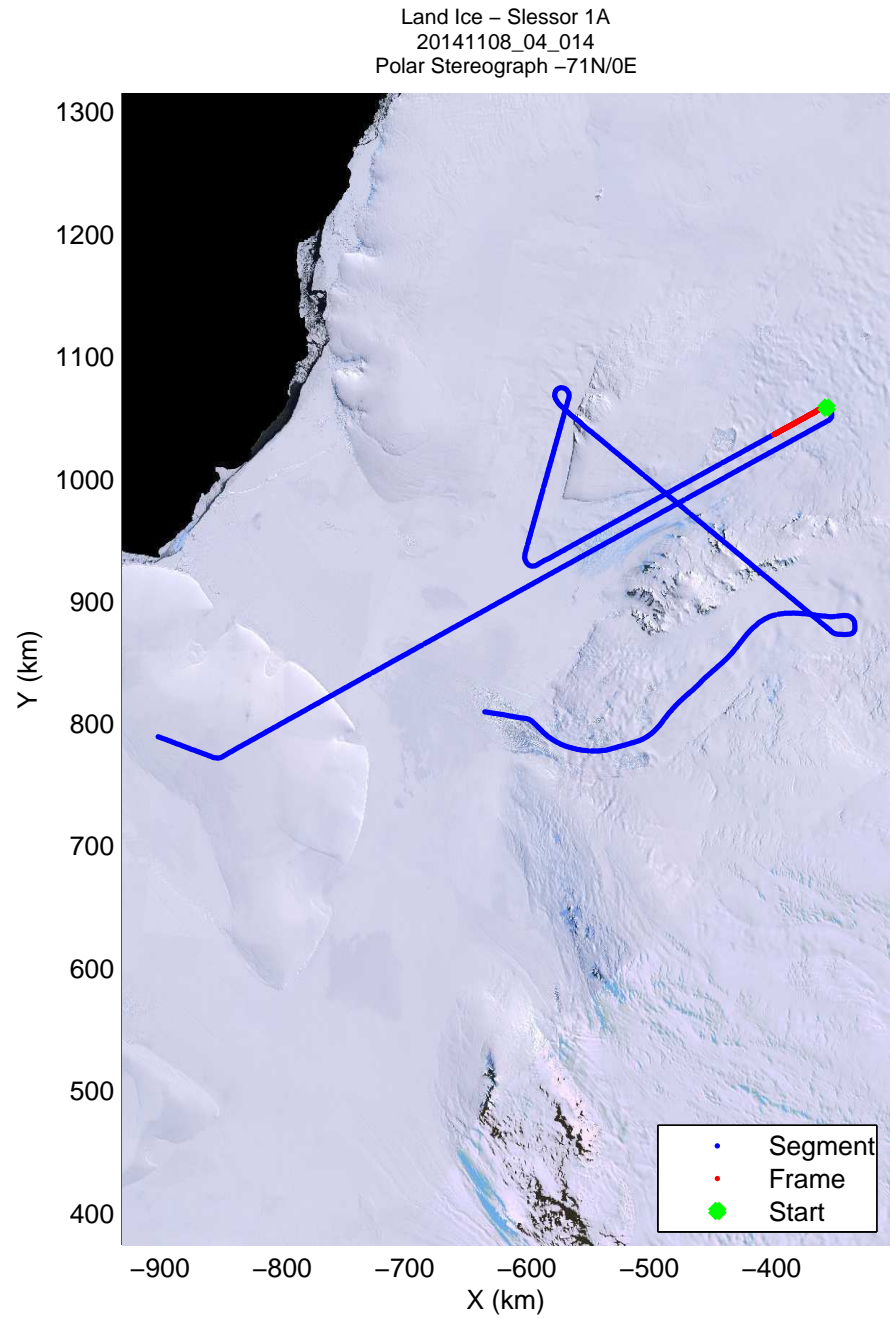 Land Ice – Slessor 1A
20141108_04_014
Polar Stereograph –71N/0E
1300
1200
1100
1000
900
800
700
600
500
400
Y (km)
Segment
Frame
Start
–900 –800 –700 –600 –500 –400
X (km)